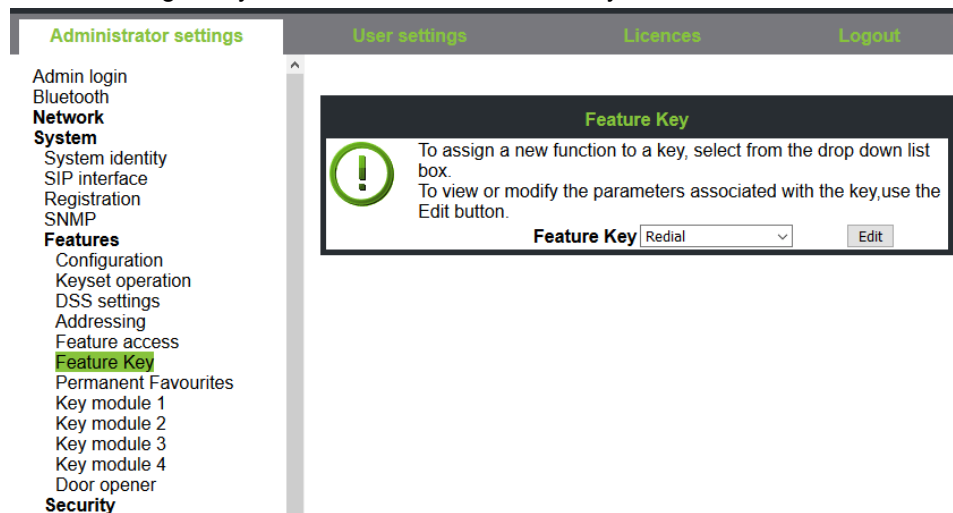 Administrator settings
User settings
Licences
Logout
Admin login
Bluetooth
Network
System
System identity
SIP interface
Registration
SNMP
Features
Configuration
Keyset operation
DSS settings
Addressing
Feature access
Feature Key
Permanent Favourites
Key module 1
Key module 2
Key module 3
Key module 4
Door opener
Security
Feature Key
To assign a new function to a key, select from the drop down list
box.
To view or modify the parameters associated with the key,use the
Edit button.
Feature Key Redial Edit